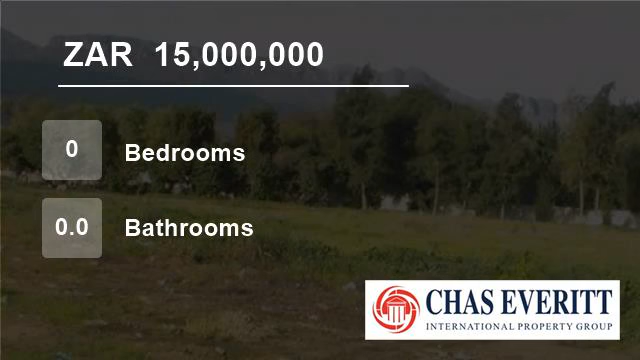 ZAR 15,000,000
0 Bedrooms
0.0 Bathrooms
CHAS EVERITT
INTERNATIONAL PROPERTY GROUP